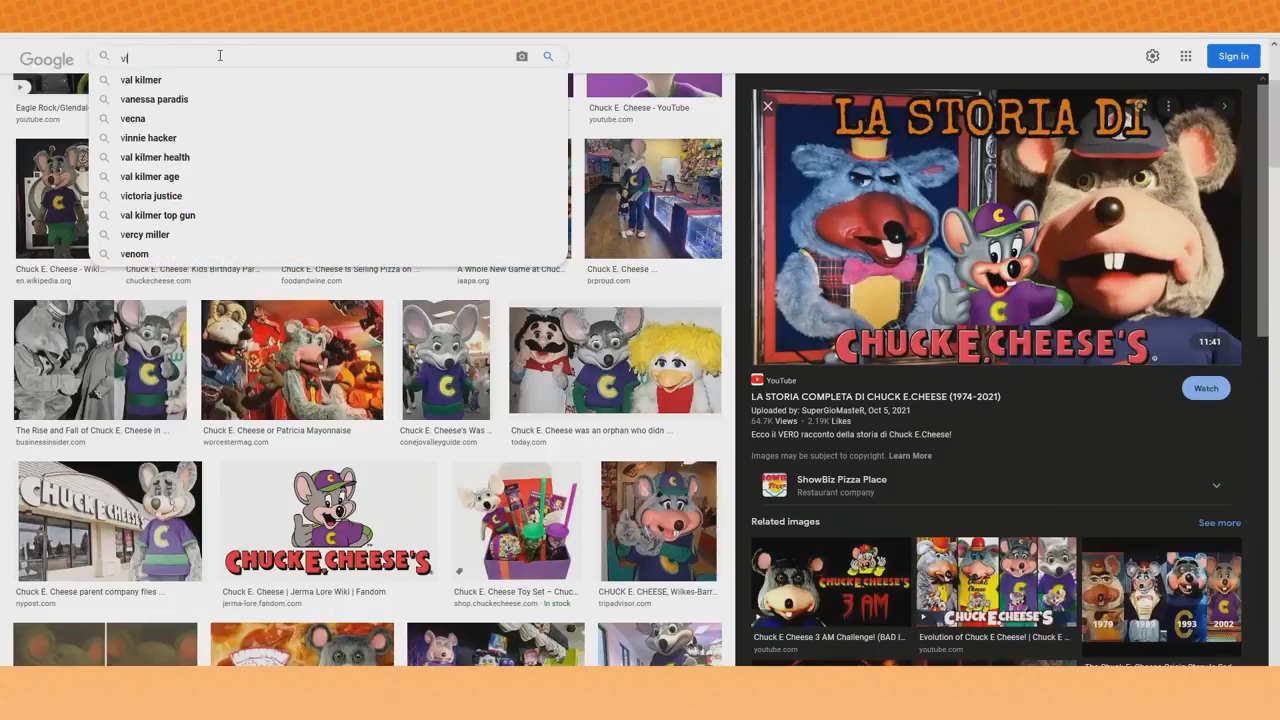 Google
v
Sign in
val kilmer
vanessa paradis
vecna
vinnie hacker
val kilmer health
val kilmer age
victoria justice
val kilmer top gun
vercy miller
venom
Eagle Rock/Glendal
youtube.com
Chuck E. Cheese - YouTube
youtube.com
Chuck E. Cheese - Wiki...
en.wikipedia.org
Chuck E. Cheese: Kids Birthday Par...
chuckecheese.com
Chuck E. Cheese Is Selling Pizza on ...
foodandwine.com
A Whole New Game at Chuc...
iaapa.org
Chuck E. Cheese ...
brproud.com
The Rise and Fall of Chuck E. Cheese in ...
businessinsider.com
Chuck E. Cheese or Patricia Mayonnaise
worcestermag.com
Chuck E. Cheese's Was ...
conejovalleyguide.com
Chuck E. Cheese was an orphan who didn ...
today.com
CHUCK E. CHEESE
CHUCK E. CHEESE'S
Chuck E. Cheese parent company files ...
nypost.com
Chuck E. Cheese | Jerma Lore Wiki | Fandom
jerma-lore.fandom.com
Chuck E. Cheese Toy Set – Chuc...
shop.chuckecheese.com · In stock
CHUCK E. CHEESE, Wilkes-Barr...
tripadvisor.com
LA STORIA DI
CHUCK E. CHEESE'S
11:41
YouTube
Watch
LA STORIA COMPLETA DI CHUCK E.CHEESE (1974-2021)
Uploaded by: SuperGioMasteR, Oct 5, 2021
64.7K Views · 2.19K Likes
Ecco il VERO racconto della storia di Chuck E.Cheese!
Images may be subject to copyright. Learn More
ShowBiz Pizza Place
Restaurant company
Related images
See more
CHUCK E. CHEESE'S
3 AM
CHUCK E. CHEESE'S
1979
1989
1993
2002
Chuck E Cheese 3 AM Challenge! (BAD I...
youtube.com
Evolution of Chuck E Cheese! | Chuck E ...
youtube.com